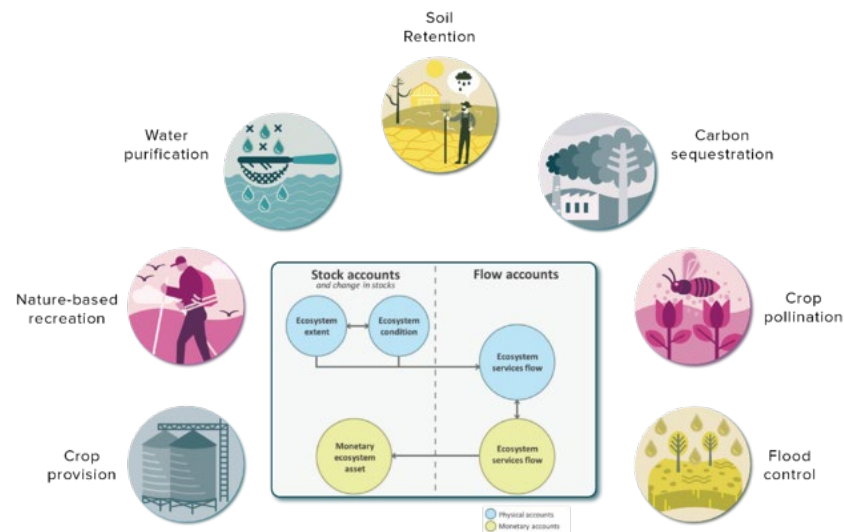 Soil
Retention
Water
purification
Carbon
sequestration
Nature-based
recreation
Crop
pollination
Crop
provision
Flood
control
Stock accounts
and change in stocks
Flow accounts
Ecosystem
extent
Ecosystem
condition
Ecosystem
services flow
Monetary
ecosystem
asset
Ecosystem
services flow
Physical accounts
Monetary accounts